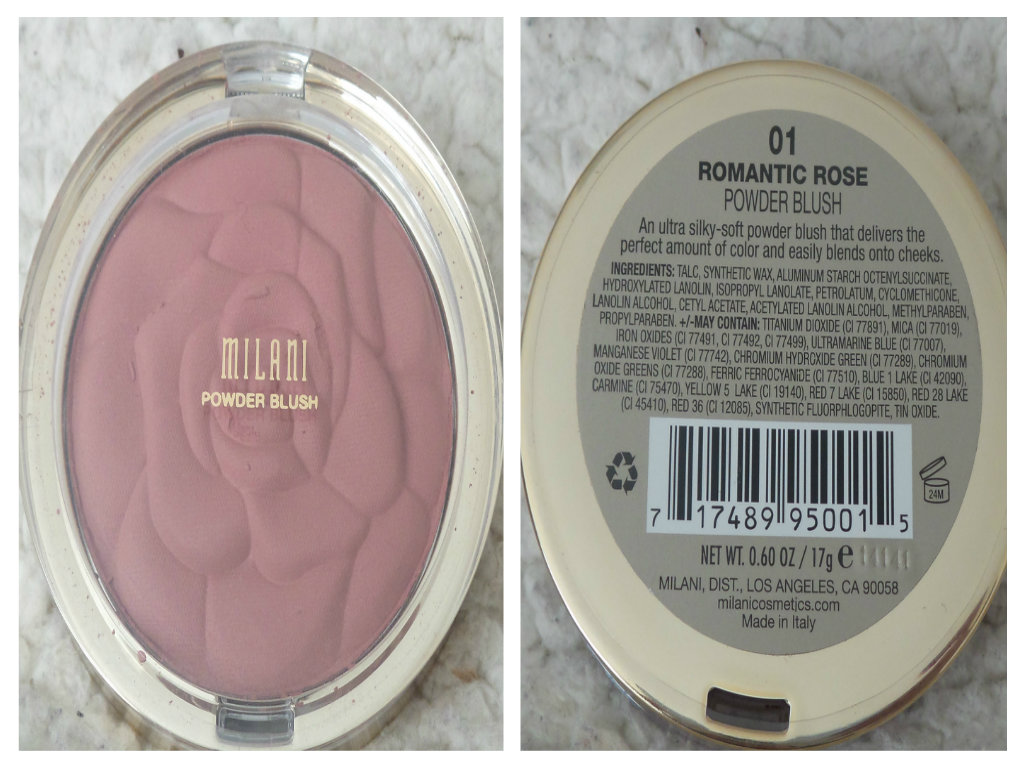 MILANI
POWDER BLUSH
01
ROMANTIC ROSE
POWDER BLUSH
An ultra silky-soft powder blush that delivers the
perfect amount of color and easily blends onto cheeks.
INGREDIENTS: TALC, SYNTHETIC WAX, ALUMINUM STARCH OCTENYLSUCCINATE,
HYDROXYLATED LANOLIN, ISOPROPYL LANOLATE, PETROLATUM, CYCLOMETHICONE,
LANOLIN ALCOHOL, CETYL ACETATE, ACETYLATED LANOLIN ALCOHOL, METHYLPARABEN,
PROPYLPARABEN. +/-MAY CONTAIN: TITANIUM DIOXIDE (CI 77891), MICA (CI 77019),
IRON OXIDES (CI 77491, CI 77492, CI 77499), ULTRAMARINE BLUE (CI 77007),
MANGANESE VIOLET (CI 77742), CHROMIUM HYDROXIDE GREEN (CI 77289), CHROMIUM
OXIDE GREENS (CI 77288), FERRIC FERROCYANIDE (CI 77510), BLUE 1 LAKE (CI 42090),
CARMINE (CI 75470), YELLOW 5 LAKE (CI 19140), RED 7 LAKE (CI 15850), RED 28 LAKE
(CI 45410), RED 36 (CI 12085), SYNTHETIC FLUORPHLOGOPITE, TIN OXIDE.
24M
7 17489 95001 5
NET WT. 0.60 OZ / 17g e
MILANI, DIST., LOS ANGELES, CA 90058
milanicosmetjcs.com
Made in Italy